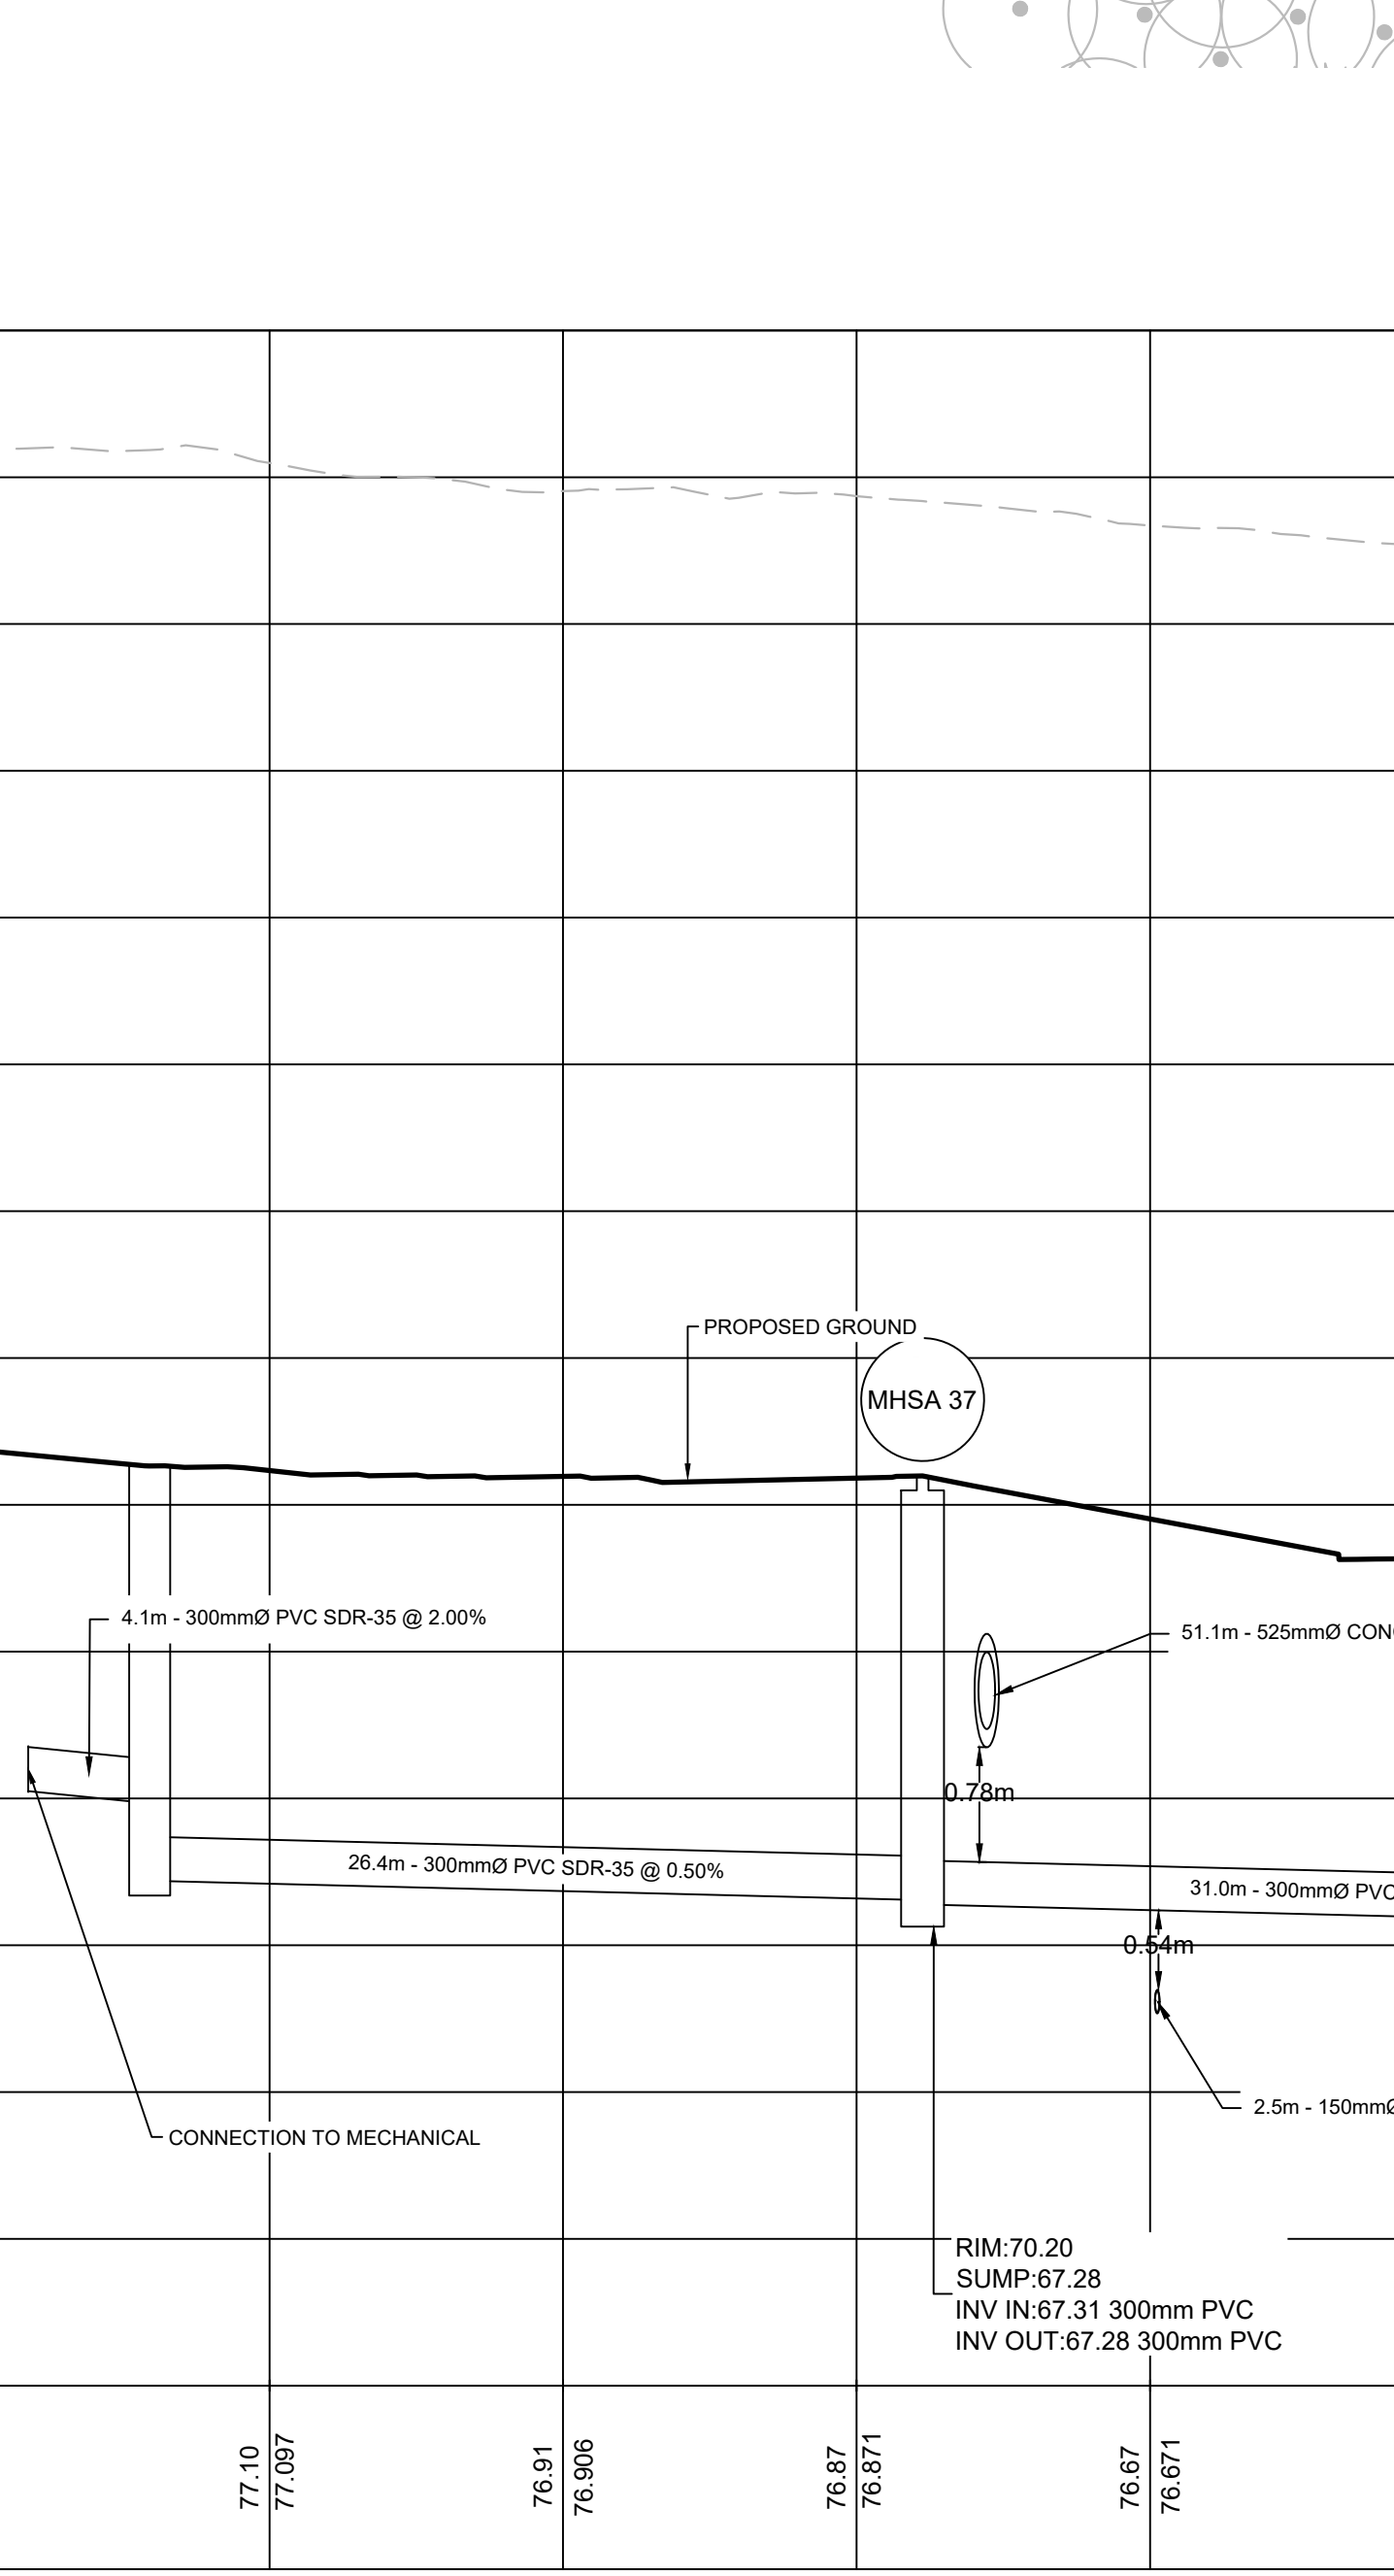 PROPOSED GROUND
MHSA 37
4.1m - 300mmØ PVC SDR-35 @ 2.00%
51.1m - 525mmØ
0.78m
26.4m - 300mmØ PVC SDR-35 @ 0.50%
31.0m - 300mmØ PVC
0.54m
2.5m - 150mmØ
CONNECTION TO MECHANICAL
RIM:70.20
SUMP:67.28
INV IN:67.31 300mm PVC
INV OUT:67.28 300mm PVC
77.10
77.097
76.91
76.906
76.87
76.871
76.67
76.671